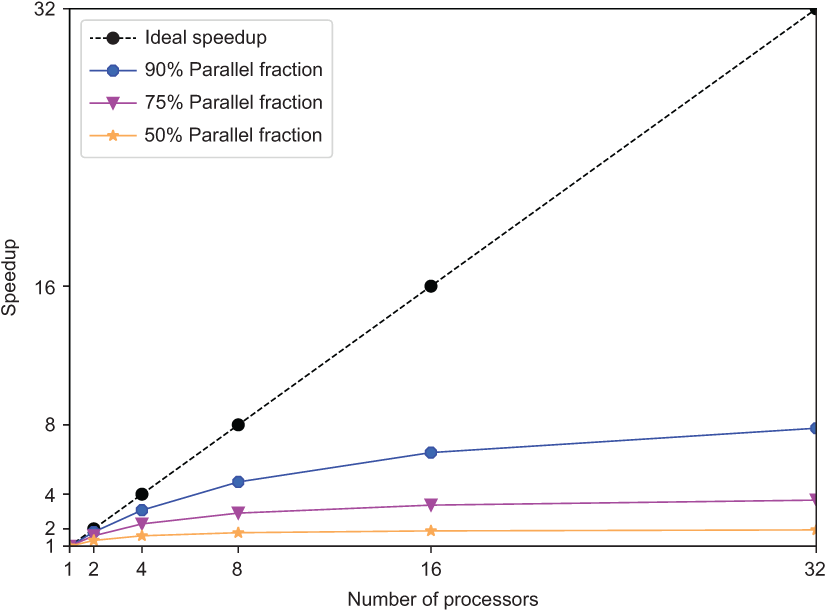 32
Ideal speedup
90% Parallel fraction
75% Parallel fraction
50% Parallel fraction
Speedup
16
8
4
2
1
1 2 4 8 16 32
Number of processors